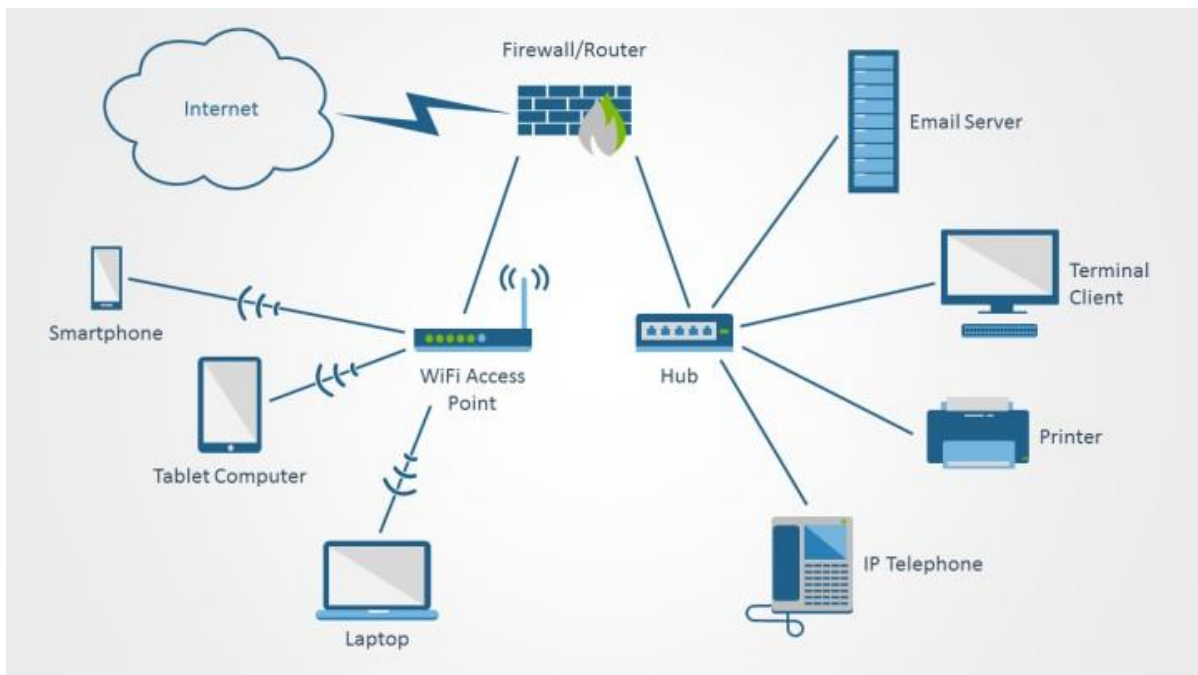 Firewall/Router
Internet
Email Server
Terminal
Client
Smartphone
WiFi Access
Point
Hub
Tablet Computer
Printer
IP Telephone
Laptop